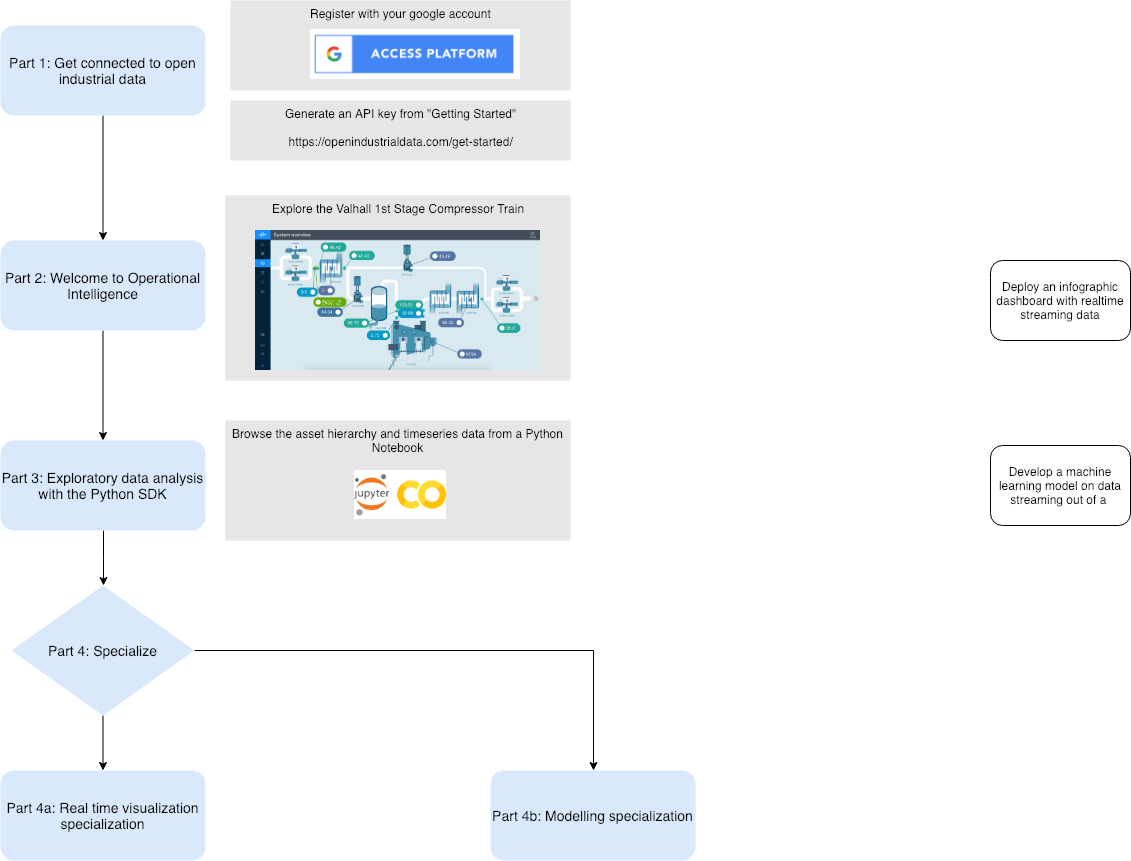 Register with your google account
ACCESS PLATFORM
Part 1: Get connected to open
industrial data
Generate an API key from "Getting Started"
https://openindustrialdata.com/get-started/
Explore the Valhall 1st Stage Compressor Train
System overview
Part 2: Welcome to Operational
Intelligence
Deploy an infographic
dashboard with realtime
streaming data
Browse the asset hierarchy and timeseries data from a Python
Notebook
jupyter
Part 3: Exploratory data analysis
with the Python SDK
Develop a machine
learning model on data
streaming out of a
Part 4: Specialize
Part 4a: Real time visualization
specialization
Part 4b: Modelling specialization